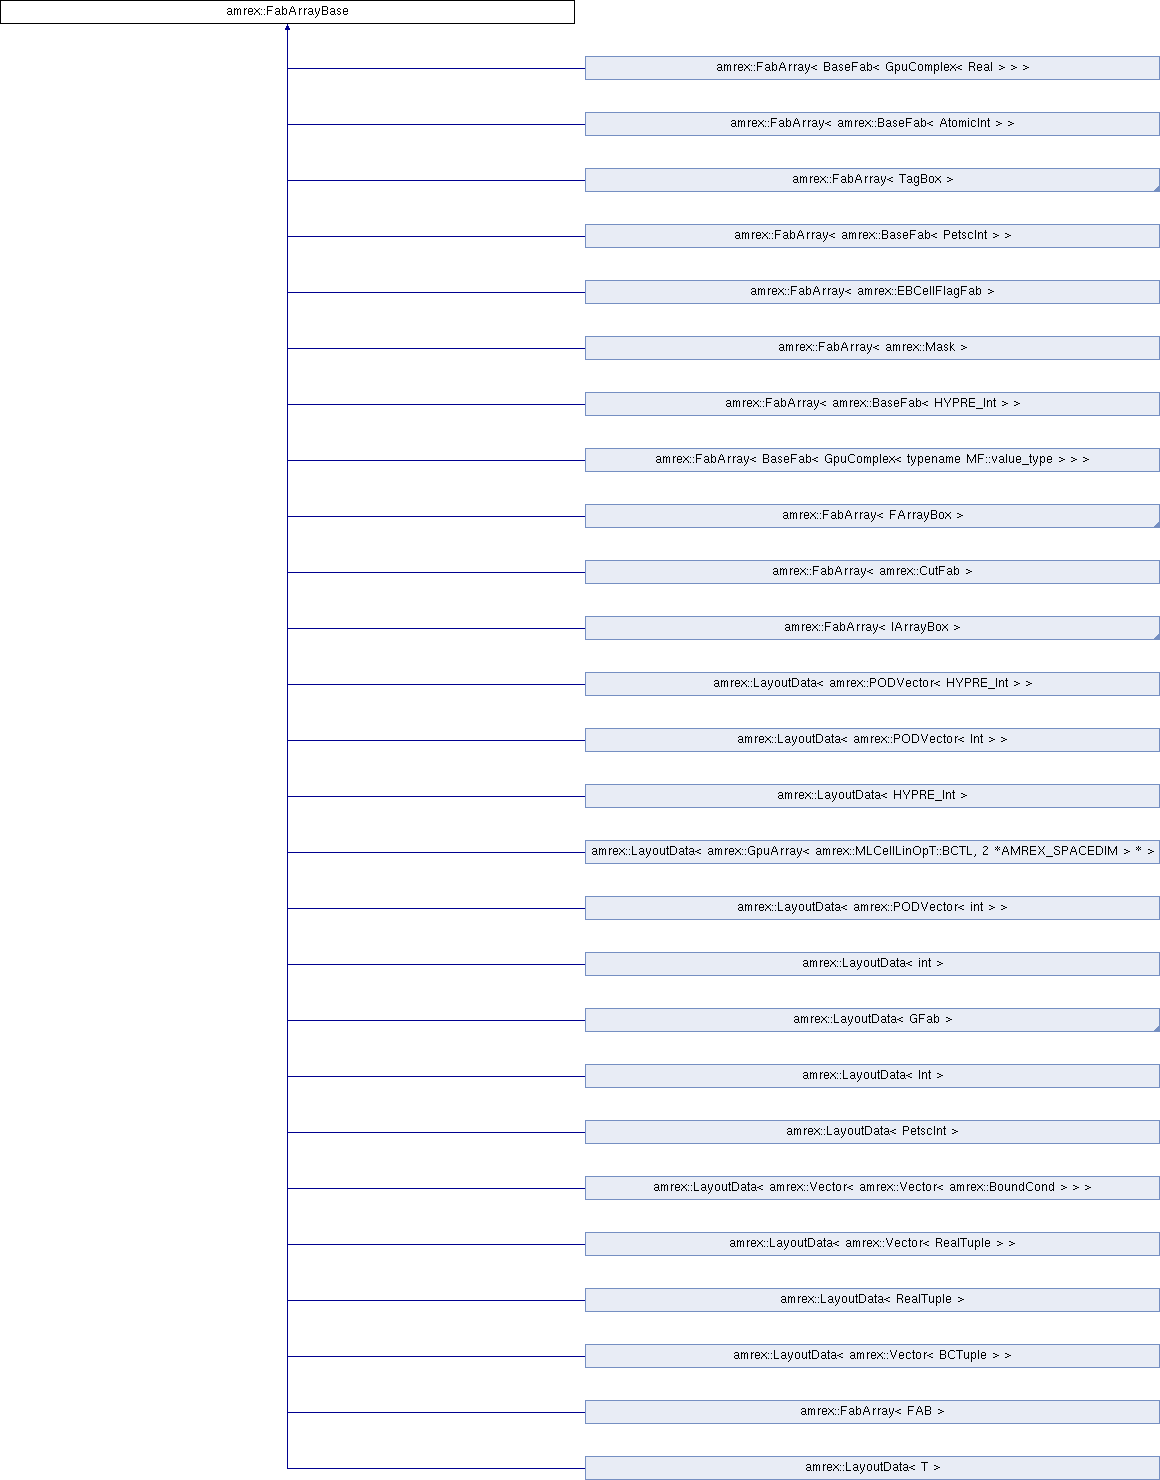 amrex::FabArrayBase
amrex::FabArray< BaseFab< GpuComplex< Real > > >
amrex::FabArray< amrex::BaseFab< AtomicInt > >
amrex::FabArray< TagBox >
amrex::FabArray< amrex::BaseFab< PetscInt > >
amrex::FabArray< amrex::EBCellFlagFab >
amrex::FabArray< amrex::Mask >
amrex::FabArray< amrex::BaseFab< HYPRE_Int > >
amrex::FabArray< BaseFab< GpuComplex< typename MF::value_type > > >
amrex::FabArray< FArrayBox >
amrex::FabArray< amrex::CutFab >
amrex::FabArray< IArrayBox >
amrex::LayoutData< amrex::PODVector< HYPRE_Int > >
amrex::LayoutData< amrex::PODVector< Int > >
amrex::LayoutData< HYPRE_Int >
amrex::LayoutData< amrex::GpuArray< amrex::MLCellLinOpT::BCTL, 2 *AMREX_SPACEDIM > * >
amrex::LayoutData< amrex::PODVector< int > >
amrex::LayoutData< int >
amrex::LayoutData< GFab >
amrex::LayoutData< Int >
amrex::LayoutData< PetscInt >
amrex::LayoutData< amrex::Vector< amrex::Vector< amrex::BoundCond > > >
amrex::LayoutData< amrex::Vector< RealTuple > >
amrex::LayoutData< RealTuple >
amrex::LayoutData< amrex::Vector< BCTuple > >
amrex::FabArray< FAB >
amrex::LayoutData< T >